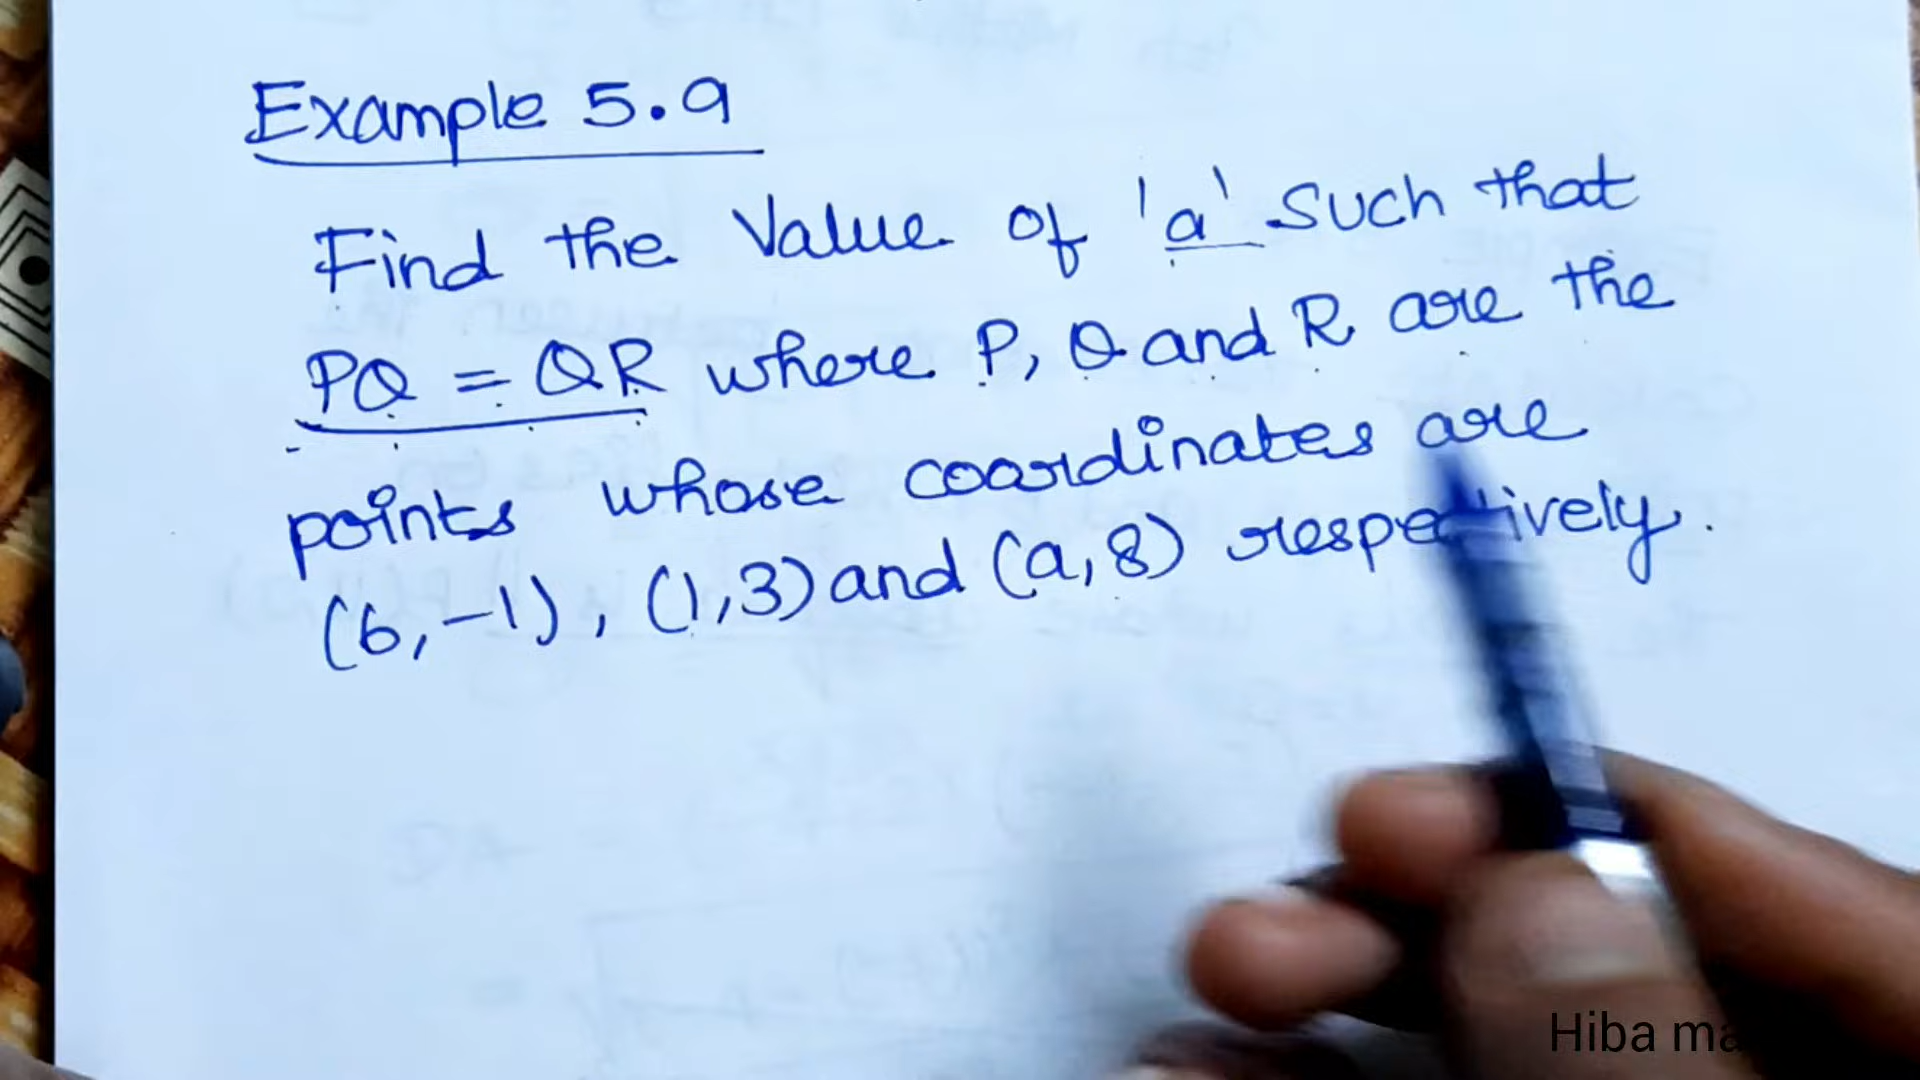 Example 5.9
Find the Value of 'a' such that
PQ = QR where P, Q and R are the
points whose coordinates are
(6,-1), (1,3) and (a,8) respectively.
Hiba